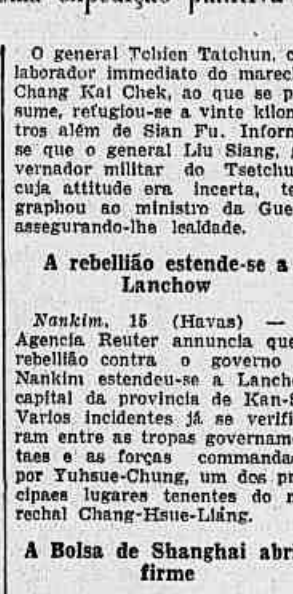 O general Tchien Tatchun, c
laborador immediato do marec
Chang Kai Chek, ao que se p
sume, refugiou-se a vinte kilom
tros além de Sian Fu. Inform
se que o general Liu Siang,
vernador militar do Tsetchu
cuja attitude era incerta, te
graphou ao ministro da Gue
assegurando-lhe lealdade.
A rebellião estende-se a
Lanchow
Nankim, 15 (Havas) —
Agencia Reuter annuncia que
rebellião contra o governo
Nankim estendeu-se a Lancho
capital da provincia de Kan-S
Varios incidentes já se verifi
ram entre as tropas governam
taes e as forças commanda
por Yuhsue-Chung, um dos pr
cipaes lugares tenentes do m
rechal Chang-Hsue-Liang.
A Bolsa de Shanghai abri
firme